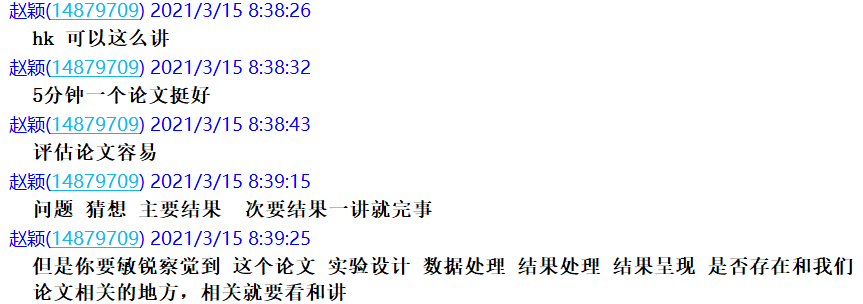 赵颖(14879709) 2021/3/15 8:38:26
hk 可以这么讲
赵颖(14879709) 2021/3/15 8:38:32
5分钟一个论文挺好
赵颖(14879709) 2021/3/15 8:38:43
评估论文容易
赵颖(14879709) 2021/3/15 8:39:15
问题 猜想 主要结果  次要结果一讲就完事
赵颖(14879709) 2021/3/15 8:39:25
但是你要敏锐察觉到 这个论文 实验设计 数据处理 结果处理 结果呈现 是否存在和我们
论文相关的地方，相关就要看和讲